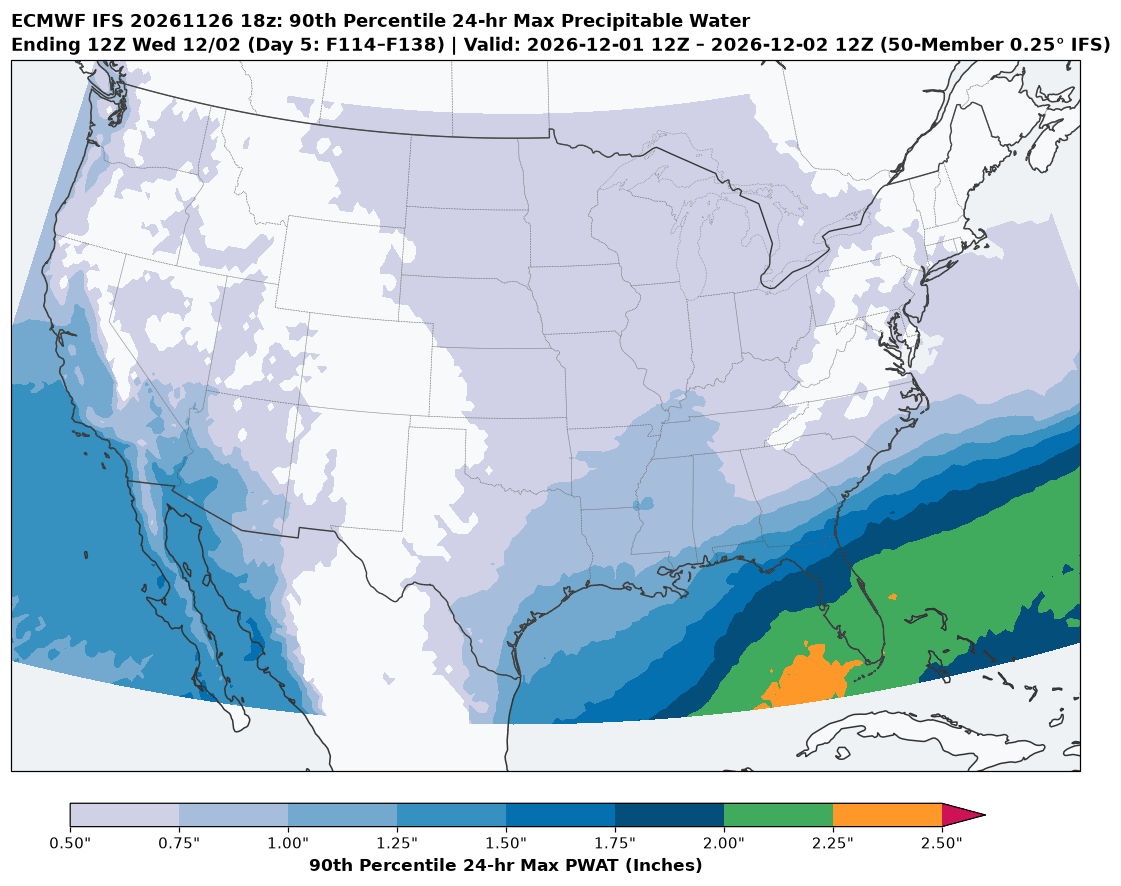 ECMWF IFS 20261126 18z: 90th Percentile 24-hr Max Precipitable Water
Ending 12Z Wed 12/02 (Day 5: F114–F138) | Valid: 2026-12-01 12Z – 2026-12-02 12Z (50-Member 0.25° IFS)
0.50" 0.75" 1.00" 1.25" 1.50" 1.75" 2.00" 2.25" 2.50"
90th Percentile 24-hr Max PWAT (Inches)